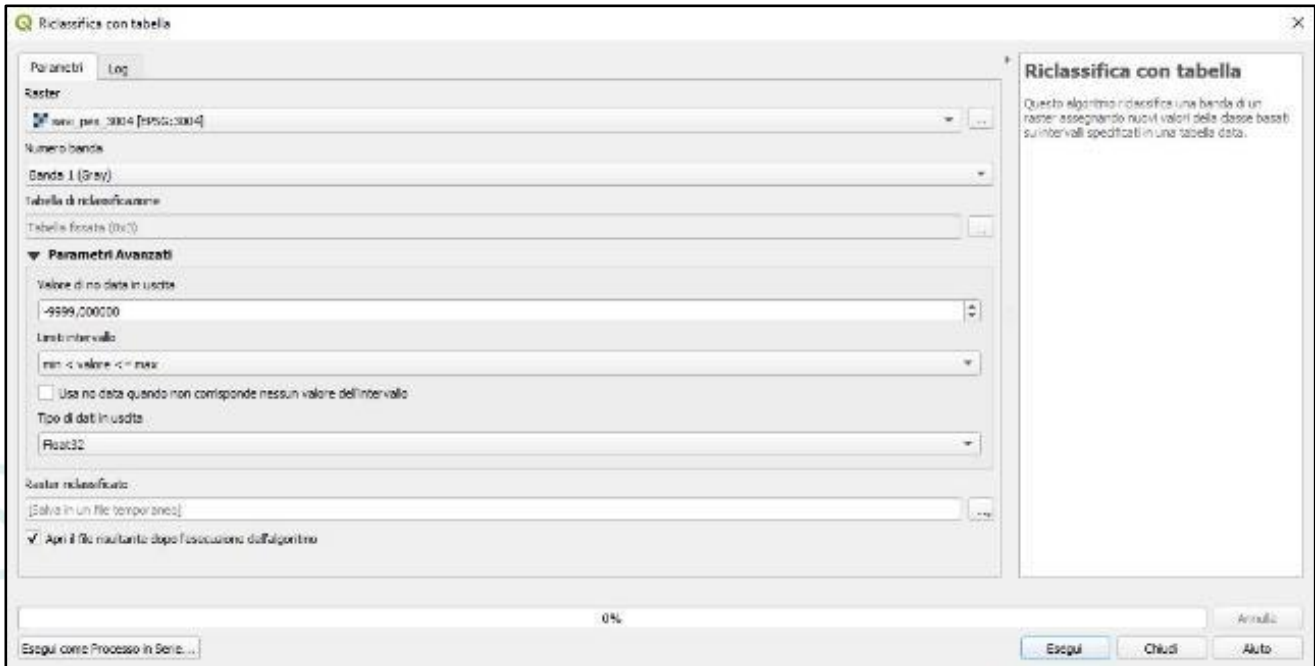 Riclassifica con tabella
Parametri
Log
Raster
[EPSG:3004]
Numero banda
Banda 1 (Gray)
Tabella di riclassificazione
Tabella fissata (0x3)
Parametri Avanzati
Valore di no data in uscita
-9999,000000
Limiti intervallo
min < valore <= max
Usa no data quando non corrisponde nessun valore dell'intervallo
Tipo di dati in uscita
Float32
Raster riclassificato
[Salva in un file temporaneo]
Apri il file risultante dopo l'esecuzione dell'algoritmo
Riclassifica con tabella
Questo algoritmo riclassifica una banda di un
raster assegnando nuovi valori della classe basati
su intervalli specificati in una tabella data.
0%
Annulla
Esegui come Processo in Serie...
Esegui
Chiudi
Aiuto